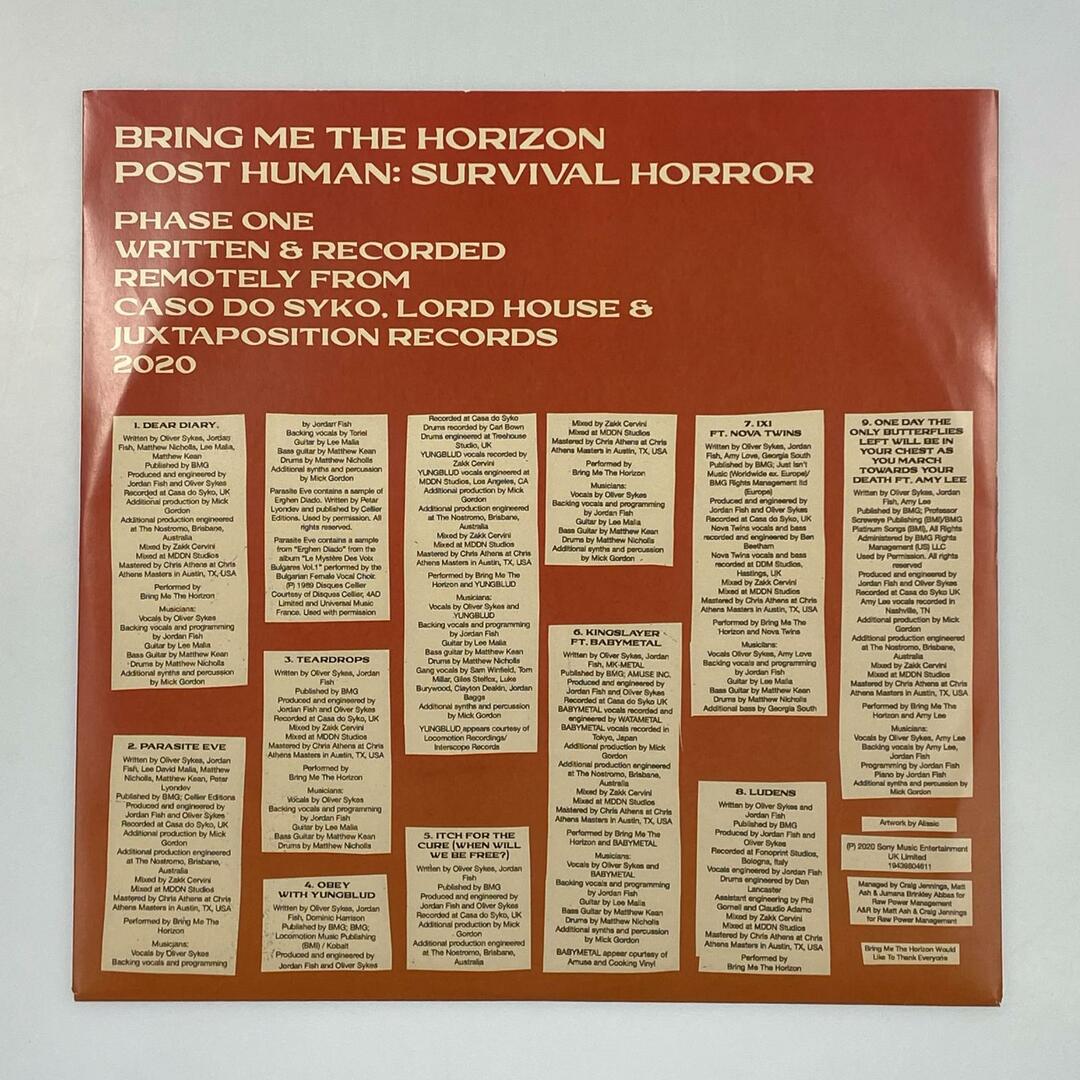 BRING ME THE HORIZON
POST HUMAN: SURVIVAL HORROR
PHASE ONE
WRITTEN & RECORDED
REMOTELY FROM
CASO DO SYKO, LORD HOUSE &
JUXTAPOSITION RECORDS
2020
1. DEAR DIARY,
Written by Oliver Sykes, Jordan
Fish, Matthew Nicholls, Lee Malia,
Matthew Kean
Published by BMG
Produced and engineered by
Jordan Fish and Oliver Sykes
Recorded at Casa do Syko, UK
Additional production by Mick
Gordon
Additional production engineered
at The Nostromo, Brisbane,
Australia
Mixed by Zakk Cervini
Mixed at MDDN Studios
Mastered by Chris Athens at Chris
Athens Masters in Austin, TX, USA
Performed by
Bring Me The Horizon
Musicians:
Vocals by Oliver Sykes
Backing vocals and programming
by Jordan Fish
Guitar by Lee Malia
Bass Guitar by Matthew Kean
Drums by Matthew Nicholls
Additional synths and percussion
by Mick Gordon
2. PARASITE EVE
Written by Oliver Sykes, Jordan
Fish, Lee David Malia, Matthew
Nicholls, Matthew Kean, Peter
Lyondev
Published by BMG; Cellier Editions
Produced and engineered by
Jordan Fish and Oliver Sykes
Recorded at Casa do Syko, UK
Additional production by Mick
Gordon
Additional production engineered
at The Nostromo, Brisbane,
Australia
Mixed by Zakk Cervini
Mixed at MDDN Studios
Mastered by Chris Athens at Chris
Athens Masters in Austin, TX, USA
Performed by Bring Me The
Horizon
Musicians:
Vocals by Oliver Sykes
Backing vocals and programming
by Jordan Fish
Backing vocals by Toriel
Guitar by Lee Malia
Bass guitar by Matthew Kean
Drums by Matthew Nicholls
Additional synths and percussion
by Mick Gordon
Parasite Eve contains a sample of
Erghen Diado. Written by Petar
Lyondev and published by Cellier
Editions. Used by permission. All
rights reserved.
Parasite Eve contains a sample
from "Erghen Diado" from the
album "Le Mystère Des Voix
Bulgares Vol.1" performed by the
Bulgarian Female Vocal Choir.
(P) 1989 Disques Cellier
Courtesy of Disques Cellier, 4AD
Limited and Universal Music
France. Used with permission
3. TEARDROPS
Written by Oliver Sykes, Jordan
Fish
Published by BMG
Produced and engineered by
Jordan Fish and Oliver Sykes
Recorded at Casa do Syko, UK
Mixed by Zakk Cervini
Mixed at MDDN Studios
Mastered by Chris Athens at Chris
Athens Masters in Austin, TX, USA
Performed by
Bring Me The Horizon
Musicians:
Vocals by Oliver Sykes
Backing vocals and programming
by Jordan Fish
Guitar by Lee Malia
Bass Guitar by Matthew Kean
Drums by Matthew Nicholls
4. OBEY
WITH YUNGBLUD
Written by Oliver Sykes, Jordan
Fish, Dominic Harrison
Published by BMG; BMG;
Locomotion Music Publishing
(BMI) / Kobalt
Produced and engineered by
Jordan Fish and Oliver Sykes
Recorded at Casa do Syko
Drums recorded by Carl Bown
Drums engineered at Treehouse
Studio, UK
YUNGBLUD vocals recorded by
Zakk Cervini
YUNGBLUD vocals engineered at
MDDN Studios, Los Angeles, CA
Additional production by Mick
Gordon
Additional production engineered
at The Nostromo, Brisbane,
Australia
Mixed by Zakk Cervini
Mixed at MDDN Studios
Mastered by Chris Athens at Chris
Athens Masters in Austin, TX, USA
Performed by Bring Me The
Horizon and YUNGBLUD
Musicians:
Vocals by Oliver Sykes and
YUNGBLUD
Backing vocals and programming
by Jordan Fish
Guitar by Lee Malia
Bass guitar by Matthew Kean
Drums by Matthew Nicholls
Gang vocals by Sam Winfield, Tom
Millar, Giles Stelfox, Luke
Burywood, Clayton Deakin, Jordan
Baggs
Additional synths and percussion
by Mick Gordon
YUNGBLUD appears courtesy of
Locomotion Recordings/
Interscope Records
5. ITCH FOR THE
CURE (WHEN WILL
WE BE FREE?)
Written by Oliver Sykes, Jordan
Fish
Published by BMG
Produced and engineered by
Jordan Fish and Oliver Sykes
Recorded at Casa do Syko, UK
Additional production by Mick
Gordon
Additional production engineered
at The Nostromo, Brisbane,
Australia
Mixed by Zakk Cervini
Mixed at MDDN Studios
Mastered by Chris Athens at Chris
Athens Masters in Austin, TX, USA
Performed by
Bring Me The Horizon
Musicians:
Vocals by Oliver Sykes
Backing vocals and programming
by Jordan Fish
Guitar by Lee Malia
Bass Guitar by Matthew Kean
Drums by Matthew Nicholls
Additional synths and percussion
by Mick Gordon
6. KINGSLAYER
FT. BABYMETAL
Written by Oliver Sykes, Jordan
Fish, MK-METAL
Published by BMG; AMUSE INC.
Produced and engineered by
Jordan Fish and Oliver Sykes
Recorded at Casa do Syko UK
BABYMETAL vocals recorded and
engineered by WATAMETAL
BABYMETAL vocals recorded in
Tokyo, Japan
Additional production by Mick
Gordon
Additional production engineered
at The Nostromo, Brisbane,
Australia
Mixed by Zakk Cervini
Mixed at MDDN Studios
Mastered by Chris Athens at Chris
Athens Masters in Austin, TX, USA
Performed by Bring Me The
Horizon and BABYMETAL
Musicians:
Vocals by Oliver Sykes and
BABYMETAL
Backing vocals and programming
by Jordan Fish
Guitar by Lee Malia
Bass Guitar by Matthew Kean
Drums by Matthew Nicholls
Additional synths and percussion
by Mick Gordon
BABYMETAL appear courtesy of
Amuse and Cooking Vinyl
7. 1X1
FT. NOVA TWINS
Written by Oliver Sykes, Jordan
Fish, Amy Love, Georgia South
Published by BMG; Just Isn't
Music (Worldwide ex. Europe)/
BMG Rights Management ltd
(Europe)
Produced and engineered by
Jordan Fish and Oliver Sykes
Recorded at Casa do Syko, UK
Nova Twins vocals and bass
recorded and engineered by Ben
Beetham
Nova Twins vocals and bass
recorded at DDM Studios,
Hastings, UK
Mixed by Zakk Cervini
Mixed at MDDN Studios
Mastered by Chris Athens at Chris
Athens Masters in Austin, TX, USA
Performed by Bring Me The
Horizon and Nova Twins
Musicians:
Vocals Oliver Sykes, Amy Love
Backing vocals and programming
by Jordan Fish
Guitar by Lee Malia
Bass Guitar by Matthew Kean
Drums by Matthew Nicholls
Additional bass by Georgia South
8. LUDENS
Written by Oliver Sykes and
Jordan Fish
Published by BMG
Produced by Jordan Fish and
Oliver Sykes
Recorded at Fonoprint Studios,
Bologna, Italy
Vocals engineered by Jordan Fish
Drums engineered by Dan
Lancaster
Assistant engineering by Phil
Gornell and Claudio Adamo
Mixed by Zakk Cervini
Mixed at MDDN Studios
Mastered by Chris Athens at Chris
Athens Masters in Austin, TX, USA
Performed by
Bring Me The Horizon
9. ONE DAY THE
ONLY BUTTERFLIES
LEFT WILL BE IN
YOUR CHEST AS
YOU MARCH
TOWARDS YOUR
DEATH FT. AMY LEE
Written by Oliver Sykes, Jordan
Fish, Amy Lee
Published by BMG; Professor
Screweye Publishing (BMI)/BMG
Platinum Songs (BMI), All Rights
Administered by BMG Rights
Management (US) LLC
Used by Permission. All rights
reserved
Produced and engineered by
Jordan Fish and Oliver Sykes
Recorded at Casa do Syko UK
Amy Lee vocals recorded in
Nashville, TN
Additional production by Mick
Gordon
Additional production engineered
at The Nostromo, Brisbane,
Australia
Mixed by Zakk Cervini
Mixed at MDDN Studios
Mastered by Chris Athens at Chris
Athens Masters in Austin, TX, USA
Performed by Bring Me The
Horizon and Amy Lee
Musicians:
Vocals by Oliver Sykes, Amy Lee
Backing vocals by Amy Lee,
Jordan Fish
Programming by Jordan Fish
Piano by Jordan Fish
Additional synths and percussion by
Mick Gordon
Artwork by Alissic
(P) 2020 Sony Music Entertainment
UK Limited
19439804611
Managed by Craig Jennings, Matt
Ash & Jumana Brinkley Abbas for
Raw Power Management
A&R by Matt Ash & Craig Jennings
for Raw Power Management
Bring Me The Horizon Would
Like To Thank Everyone